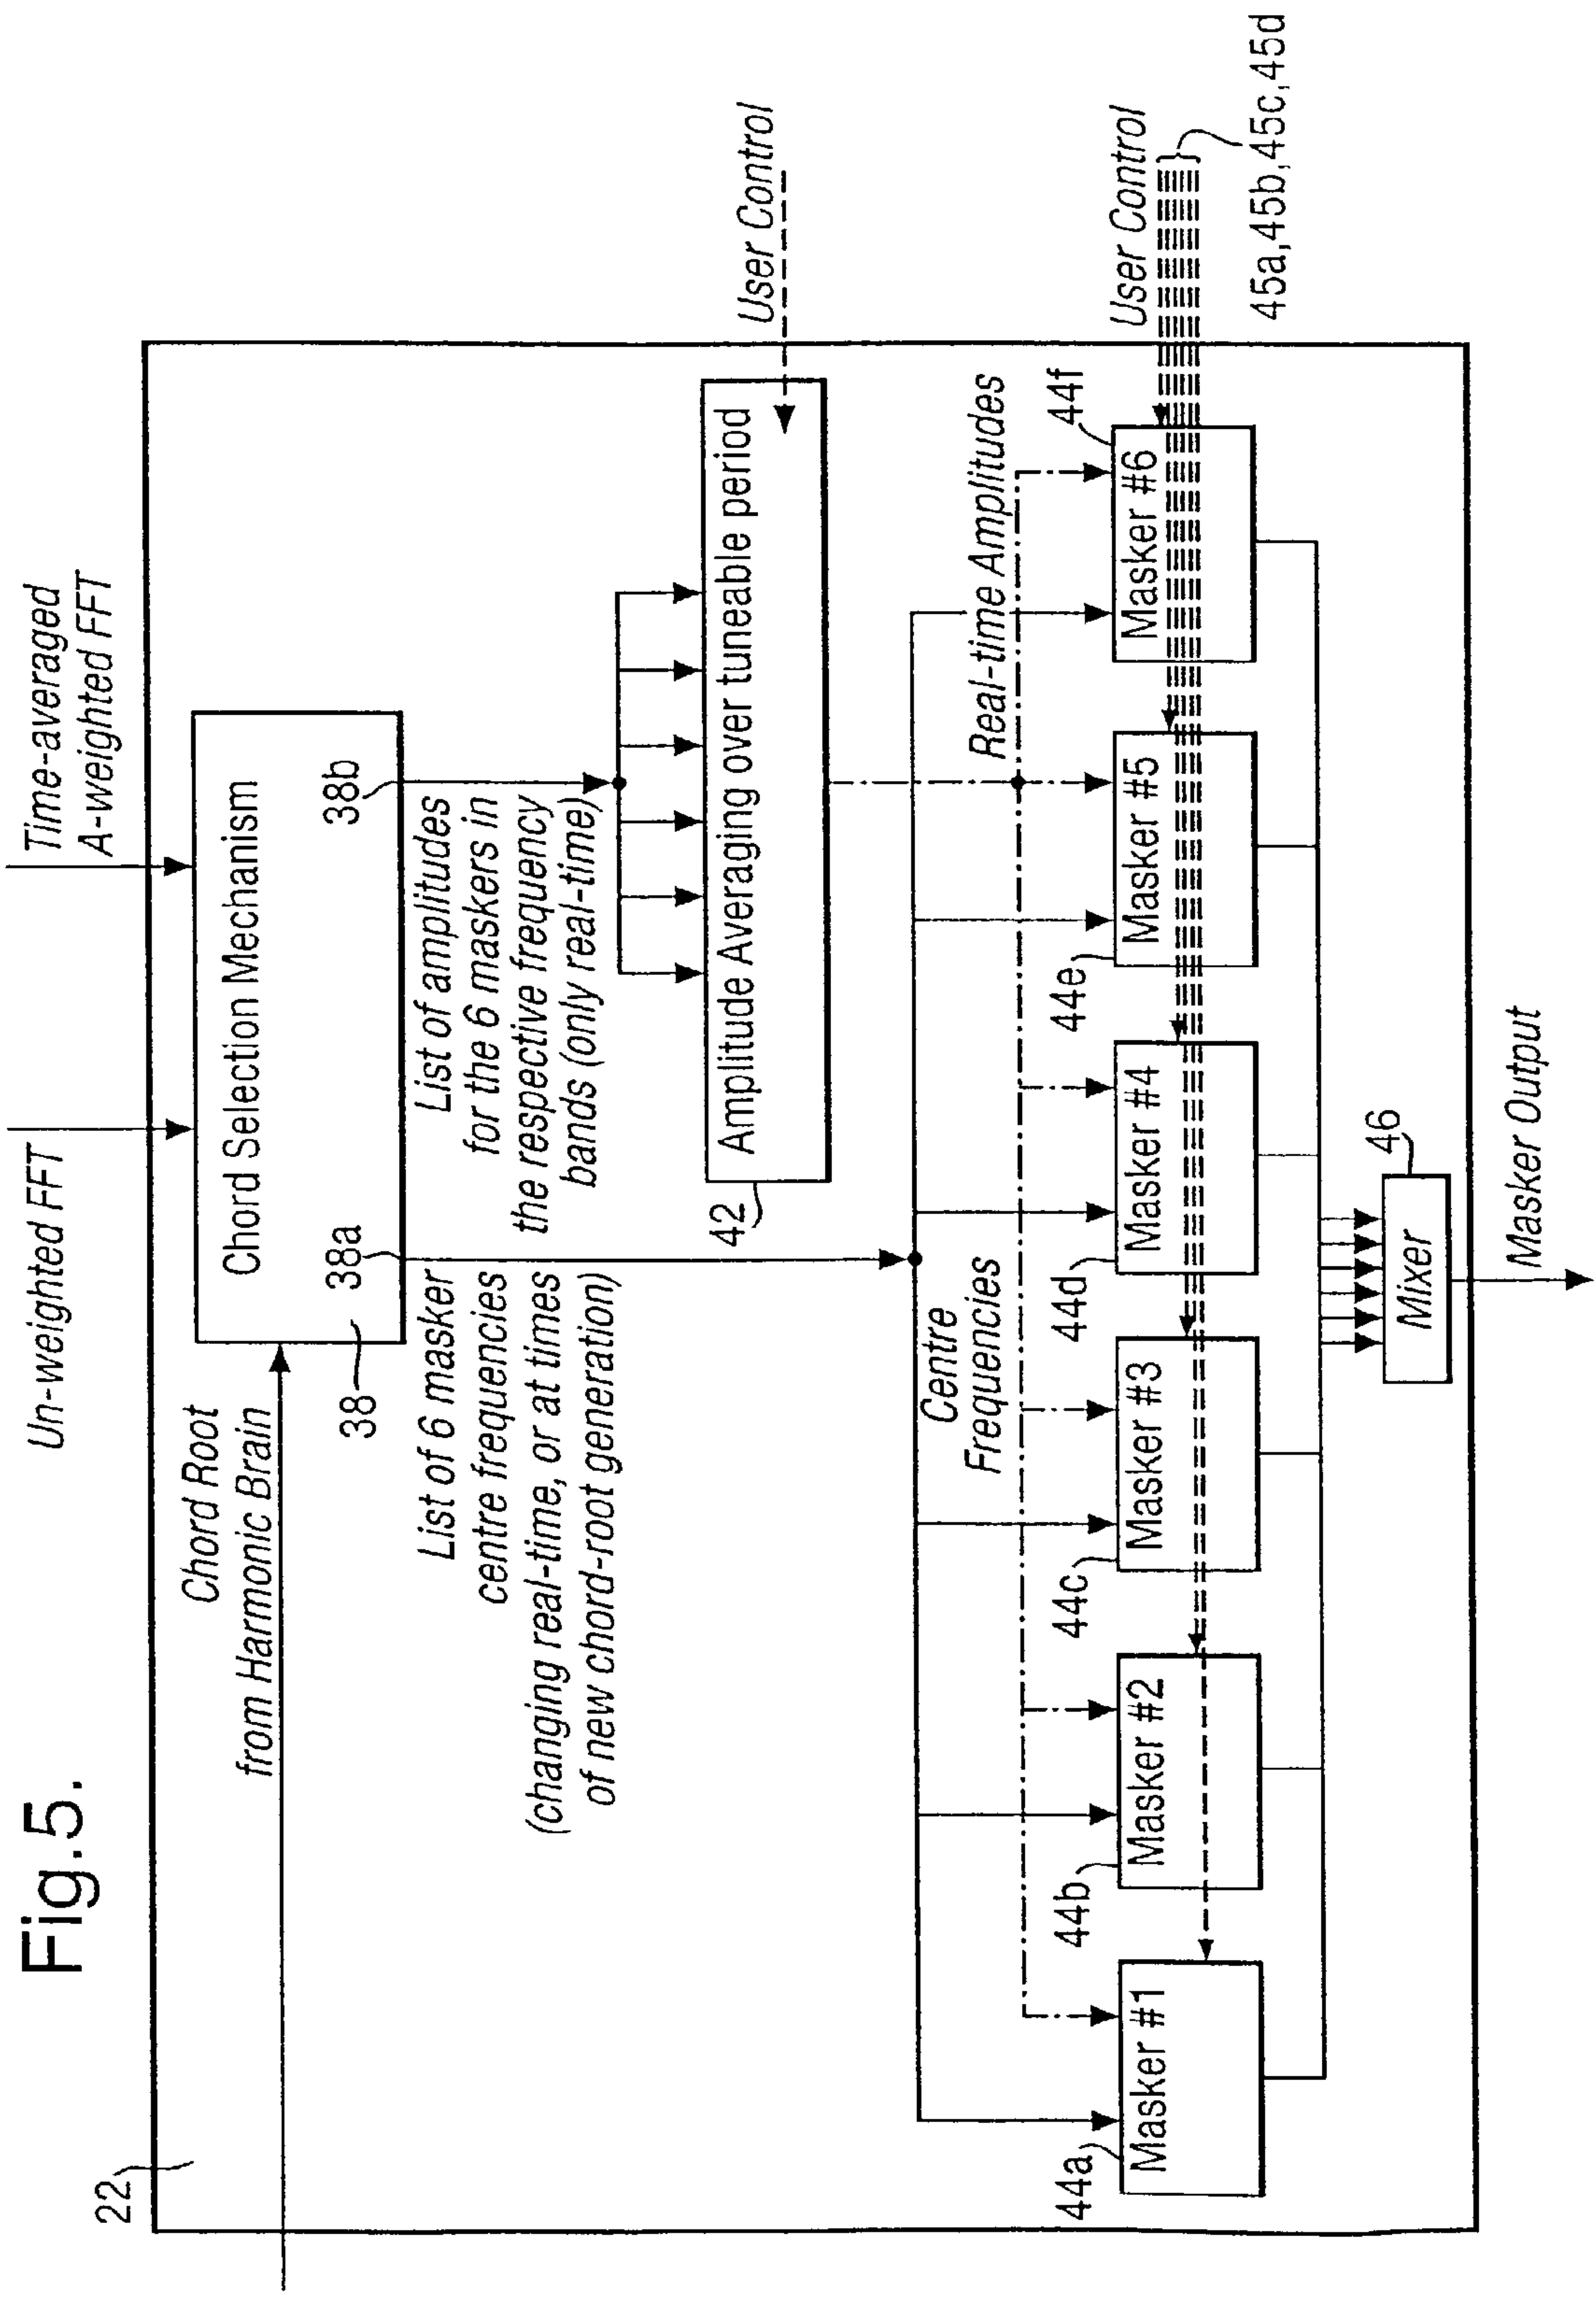 Fig.5.
22
Un-weighted FFT
Time-averaged
A-weighted FFT
Chord Root
from Harmonic Brain
Chord Selection Mechanism
38
38a
38b
List of 6 masker
centre frequencies
(changing real-time, or at times
of new chord-root generation)
List of amplitudes
for the 6 maskers in
the respective frequency
bands (only real-time)
42
Amplitude Averaging over tuneable period
User Control
Centre
Frequencies
Real-time Amplitudes
User Control
45a,45b,45c,45d
44a
Masker #1
44b
Masker #2
44c
Masker #3
44d
Masker #4
44e
Masker #5
44f
Masker #6
46
Mixer
Masker Output